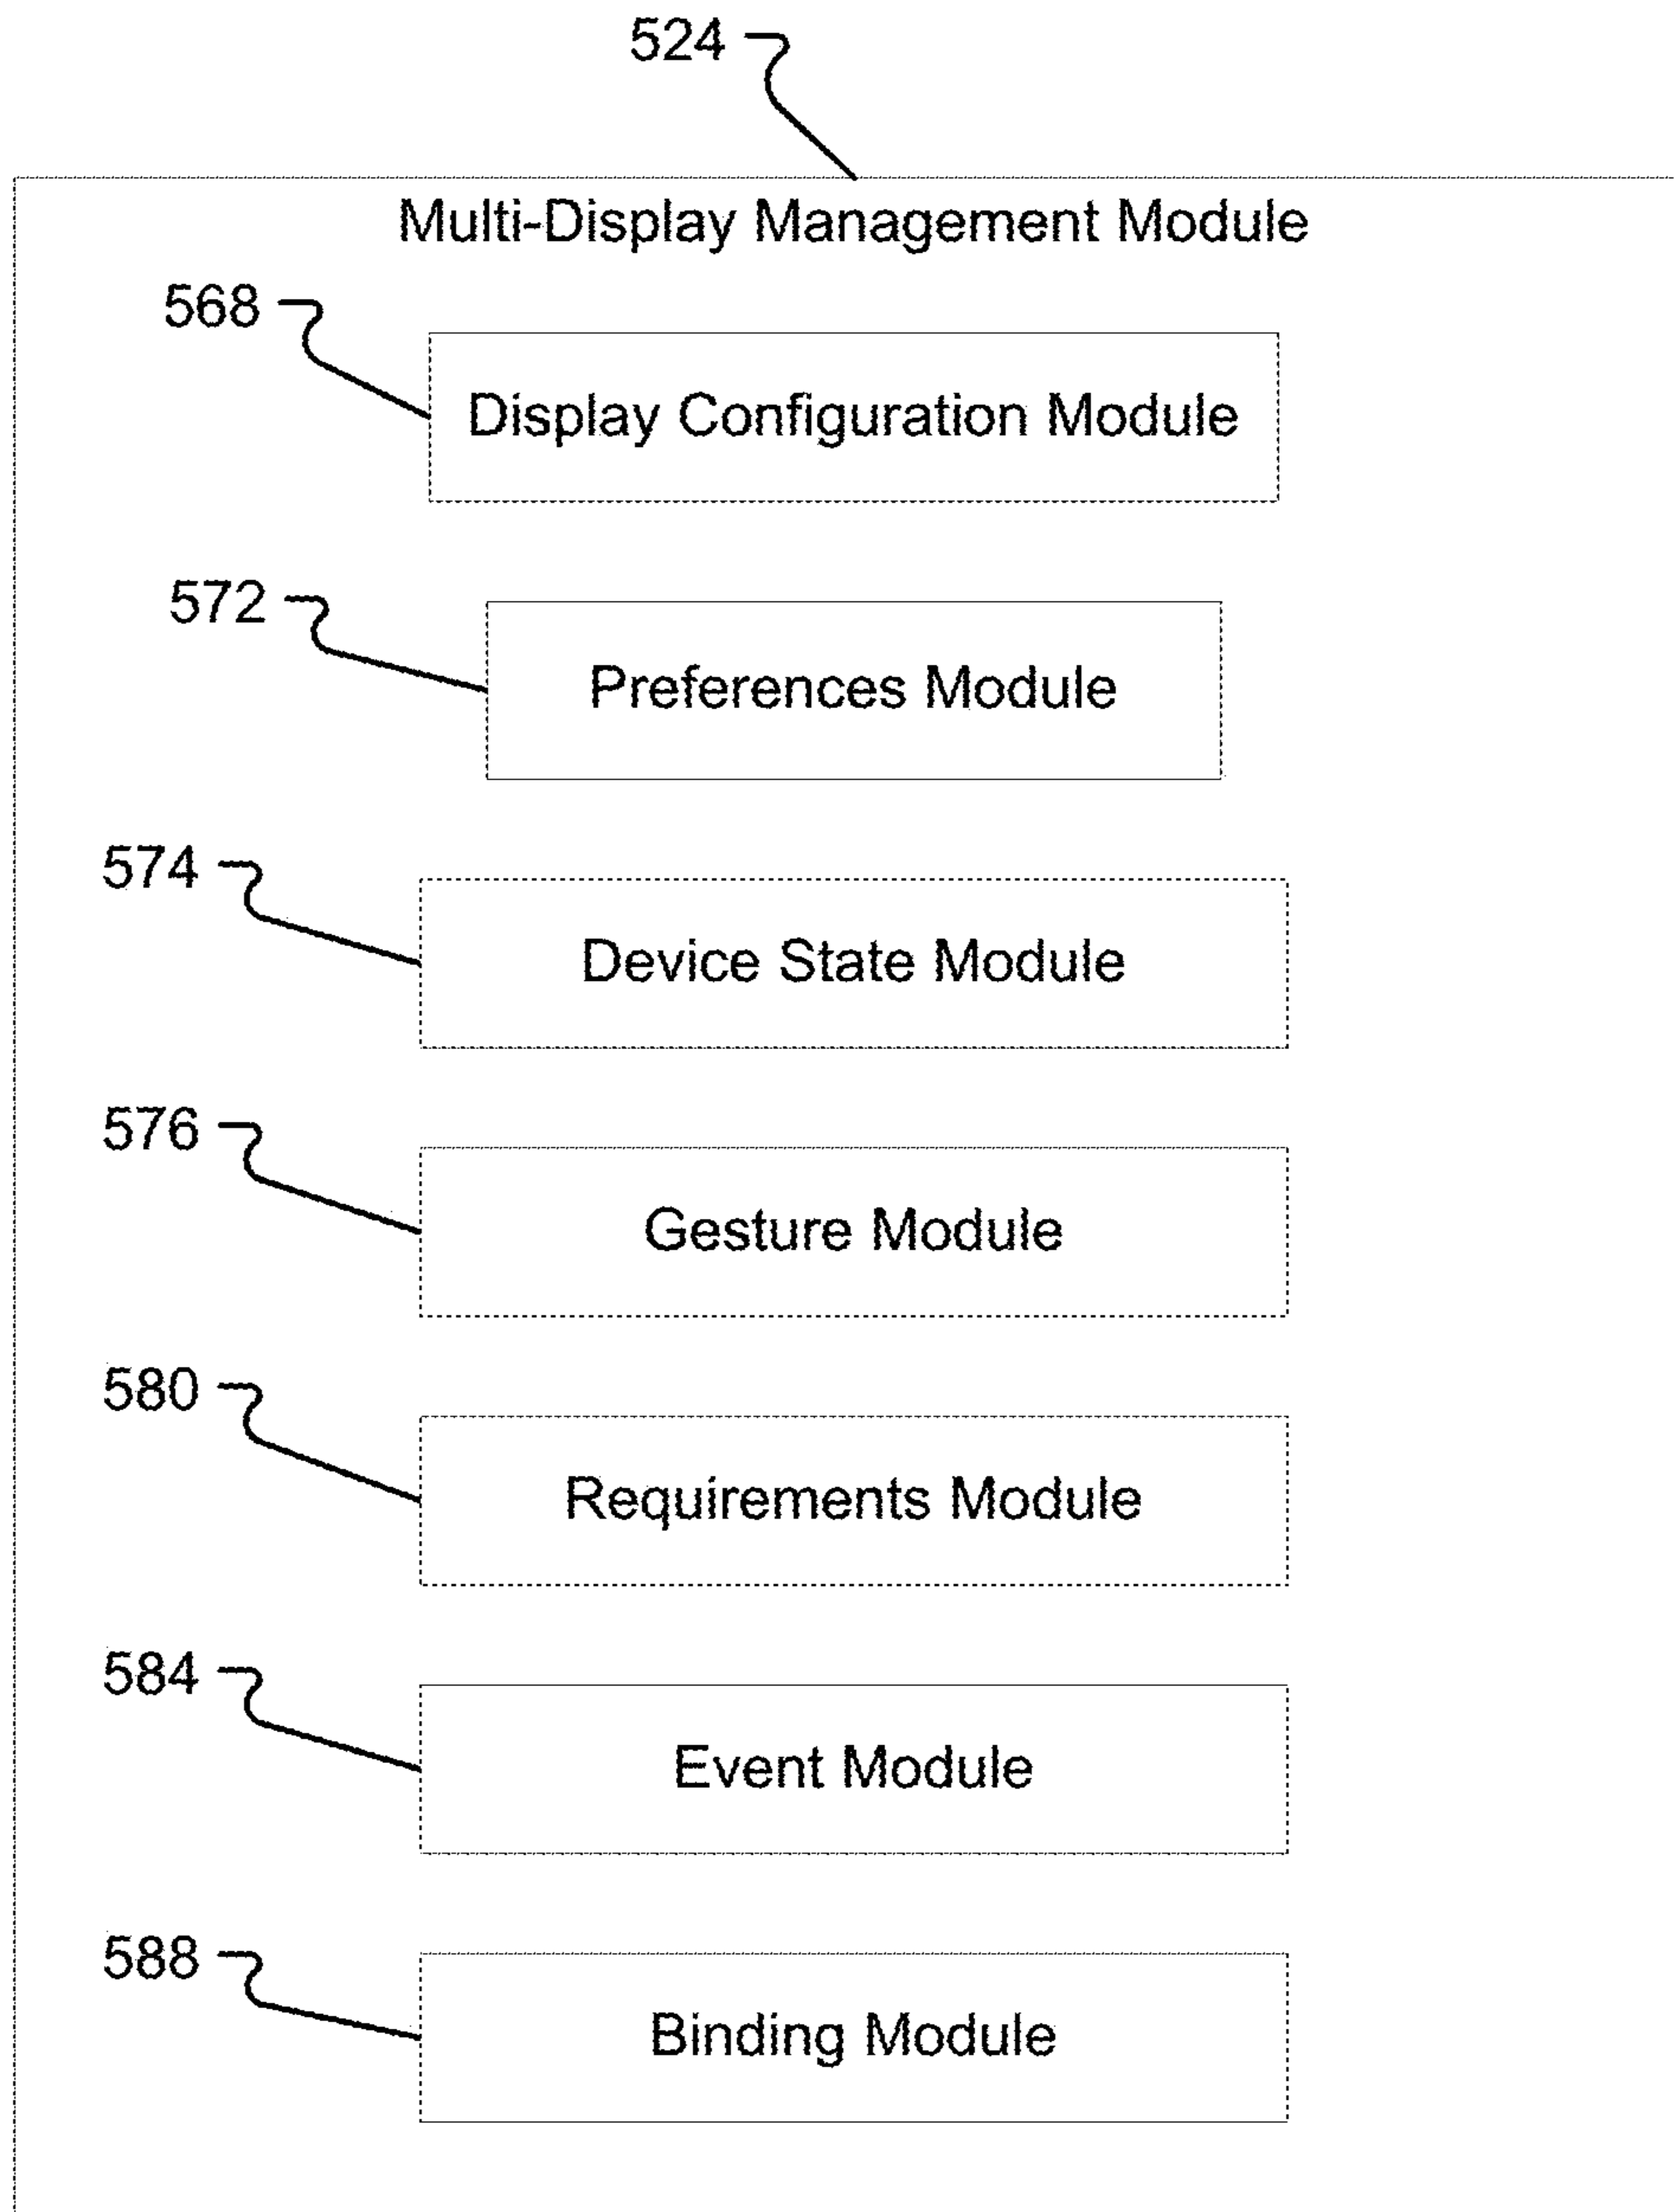 524
Multi-Display Management Module
568
Display Configuration Module
572
Preferences Module
574
Device State Module
576
Gesture Module
580
Requirements Module
584
Event Module
588
Binding Module